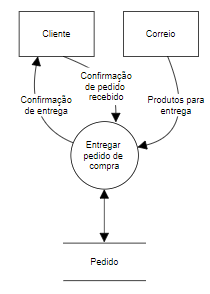 Cliente
Correio
Confirmação
de pedido
recebido
Confirmação
de entrega
Produtos para
entrega
Entregar
pedido de
compra
Pedido